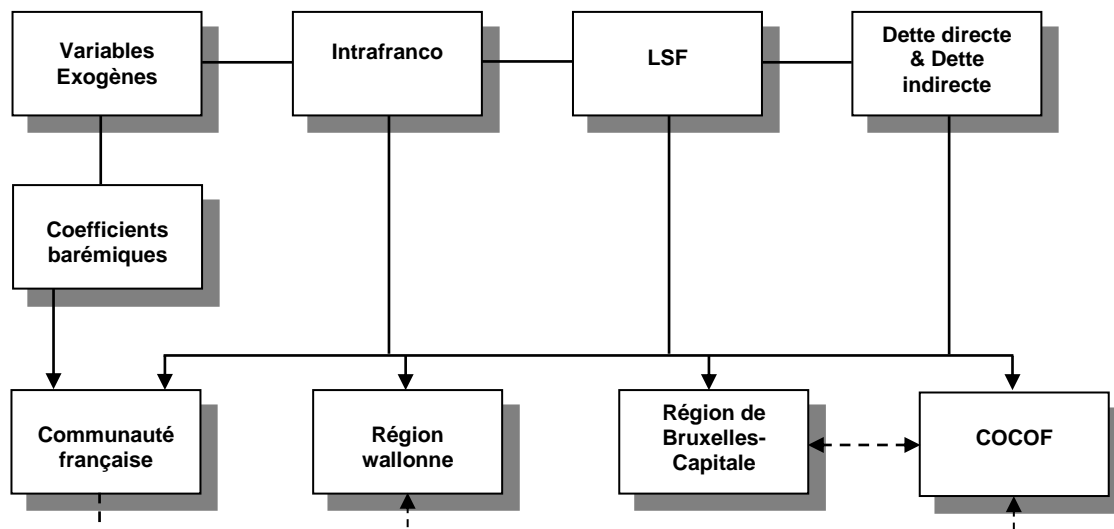 Variables
Exogènes
Intrafranco
LSF
Dette directe
& Dette
indirecte
Coefficients
barémiques
Communauté
française
Région
wallonne
Région de
Bruxelles-
Capitale
COCOF